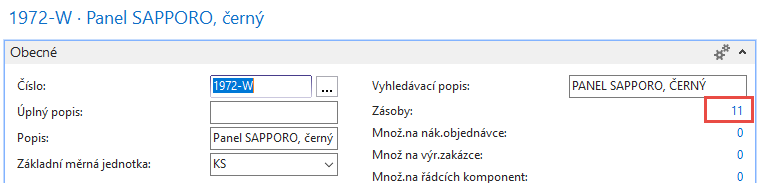 1972-W · Panel SAPPORO, černý
Obecné
Číslo: 1972-W ...
Úplný popis:
Popis: Panel SAPPORO, černý
Základní měrná jednotka: KS
Vyhledávací popis: PANEL SAPPORO, ČERNÝ
Zásoby: 11
Množ.na nák.objednávce: 0
Množ.na výr.zakázce: 0
Množ.na řádcích komponent: 0